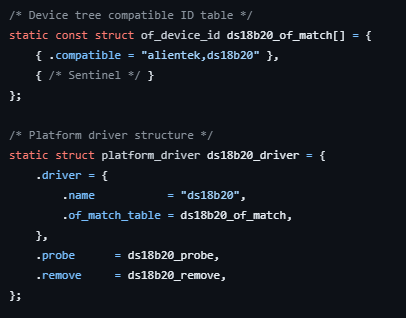 /* Device tree compatible ID table */
static const struct of_device_id ds18b20_of_match[] = {
    { .compatible = "alientek,ds18b20" },
    { /* Sentinel */ }
};

/* Platform driver structure */
static struct platform_driver ds18b20_driver = {
    .driver = {
        .name           = "ds18b20",
        .of_match_table = ds18b20_of_match,
    },
    .probe      = ds18b20_probe,
    .remove     = ds18b20_remove,
};